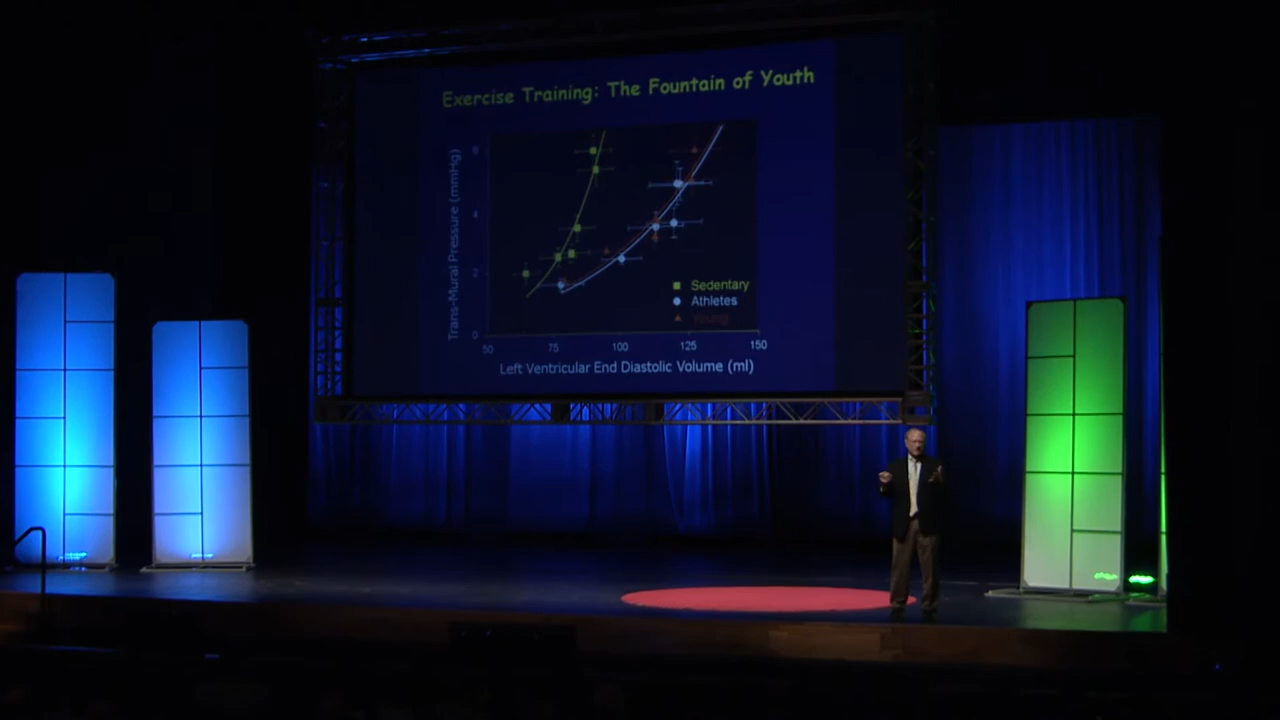 Exercise Training: The Fountain of Youth
Trans-Mural Pressure (mmHg)
6
4
2
0
50 75 100 125 150
Left Ventricular End Diastolic Volume (ml)
Sedentary
Athletes
Young